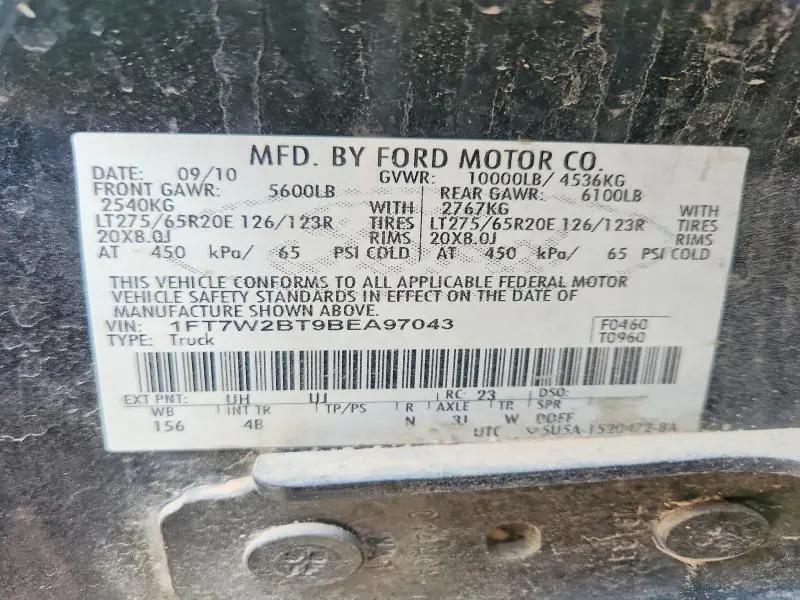 MFD. BY FORD MOTOR CO.
DATE: 09/10 GVWR: 10000LB/ 4536KG
FRONT GAWR: 5600LB REAR GAWR: 6100LB
2540KG WITH 2767KG WITH
LT275/65R20E 126/123R TIRES LT275/65R20E 126/123R TIRES
20X8.0J RIMS 20X8.0J RIMS
AT 450 kPa/ 65 PSI COLD AT 450 kPa/ 65 PSI COLD
THIS VEHICLE CONFORMS TO ALL APPLICABLE FEDERAL MOTOR
VEHICLE SAFETY STANDARDS IN EFFECT ON THE DATE OF
MANUFACTURE SHOWN ABOVE.
VIN: 1FT7W2BT9BEA97043 F0460
TYPE: Truck T0960
EXT PNT: UH UJ RC: 23 DSO:
WB INT TR TP/PS R AXLE TR SPR
156 4B N 3J W DDFF
UTC